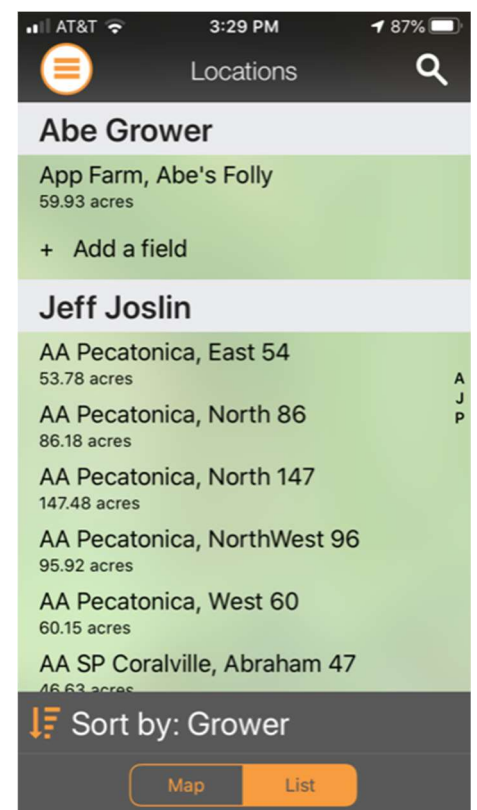 AT&T 3:29 PM 87%
Locations
Abe Grower
App Farm, Abe's Folly
59.93 acres
+ Add a field
Jeff Joslin
AA Pecatonica, East 54
53.78 acres
A
J
P
AA Pecatonica, North 86
86.18 acres
AA Pecatonica, North 147
147.48 acres
AA Pecatonica, NorthWest 96
95.92 acres
AA Pecatonica, West 60
60.15 acres
AA SP Coralville, Abraham 47
46.63 acres
Sort by: Grower
Map List